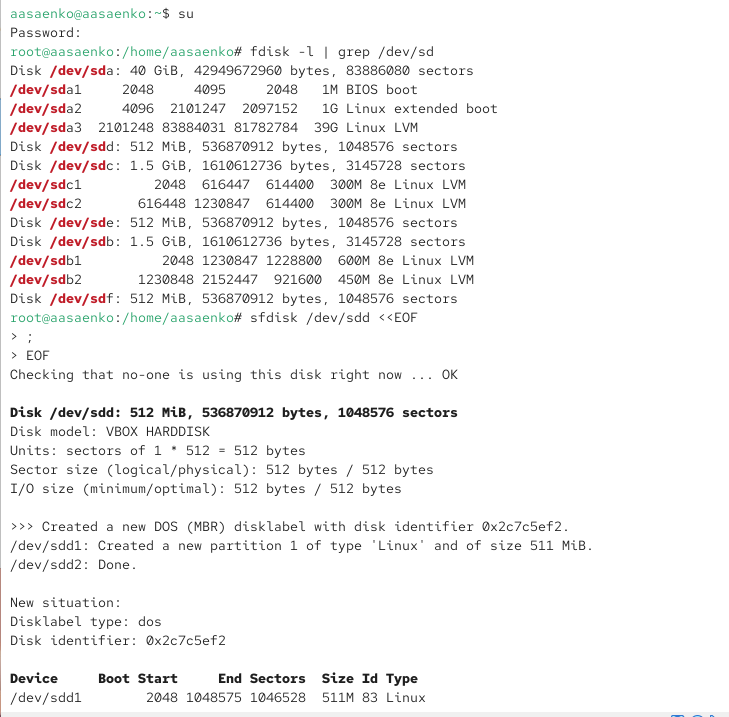 aasaenko@aasaenko:~$ su
Password:
root@aasaenko:/home/aasaenko# fdisk -l | grep /dev/sd
Disk /dev/sda: 40 GiB, 42949672960 bytes, 83886080 sectors
/dev/sda1     2048     4095     2048   1M BIOS boot
/dev/sda2     4096  2101247  2097152   1G Linux extended boot
/dev/sda3  2101248 83884031 81782784  39G Linux LVM
Disk /dev/sdd: 512 MiB, 536870912 bytes, 1048576 sectors
Disk /dev/sdc: 1.5 GiB, 1610612736 bytes, 3145728 sectors
/dev/sdc1         2048  616447  614400  300M 8e Linux LVM
/dev/sdc2       616448 1230847  614400  300M 8e Linux LVM
Disk /dev/sde: 512 MiB, 536870912 bytes, 1048576 sectors
Disk /dev/sdb: 1.5 GiB, 1610612736 bytes, 3145728 sectors
/dev/sdb1          2048 1230847 1228800  600M 8e Linux LVM
/dev/sdb2       1230848 2152447  921600  450M 8e Linux LVM
Disk /dev/sdf: 512 MiB, 536870912 bytes, 1048576 sectors
root@aasaenko:/home/aasaenko# sfdisk /dev/sdd <<EOF
> ;
> EOF
Checking that no-one is using this disk right now ... OK
Disk /dev/sdd: 512 MiB, 536870912 bytes, 1048576 sectors
Disk model: VBOX HARDDISK
Units: sectors of 1 * 512 = 512 bytes
Sector size (logical/physical): 512 bytes / 512 bytes
I/O size (minimum/optimal): 512 bytes / 512 bytes
>>> Created a new DOS (MBR) disklabel with disk identifier 0x2c7c5ef2.
/dev/sdd1: Created a new partition 1 of type 'Linux' and of size 511 MiB.
/dev/sdd2: Done.
New situation:
Disklabel type: dos
Disk identifier: 0x2c7c5ef2
Device     Boot Start     End Sectors  Size Id Type
/dev/sdd1        2048 1048575 1046528  511M 83 Linux